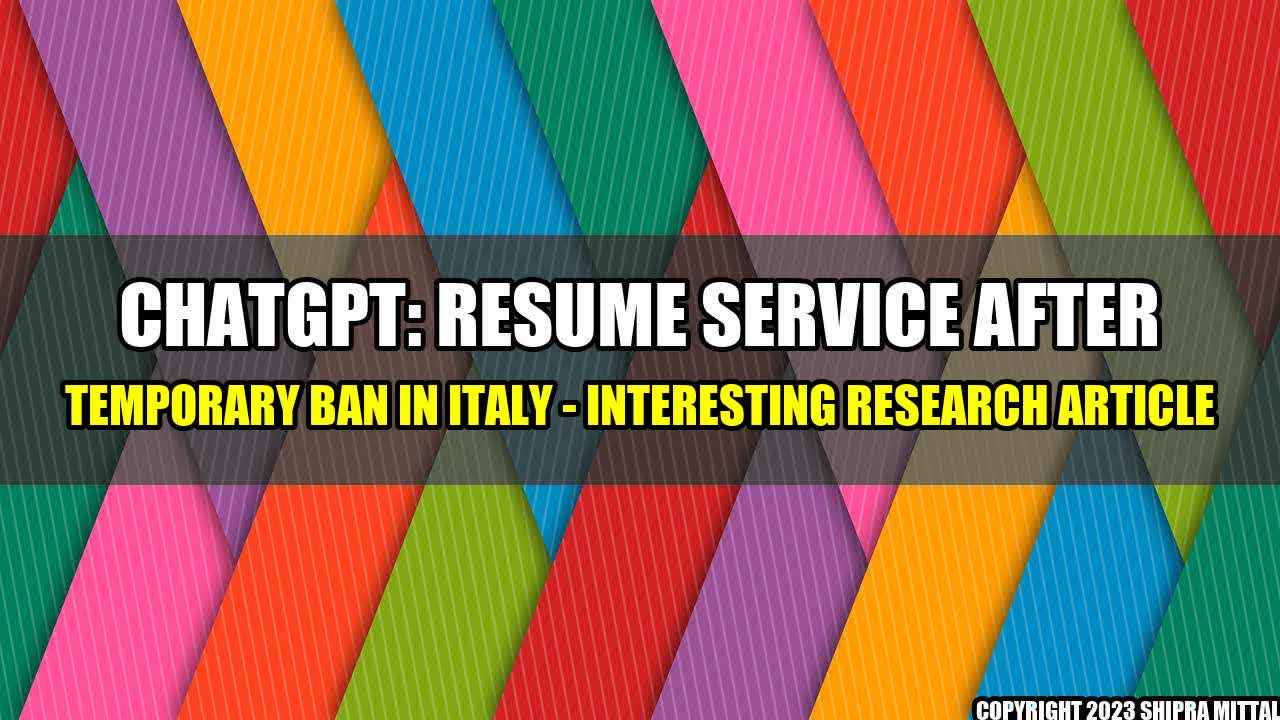 CHATGPT: RESUME SERVICE AFTER
TEMPORARY BAN IN ITALY - INTERESTING RESEARCH ARTICLE
COPYRIGHT 2023 SHIPRA MITTAL